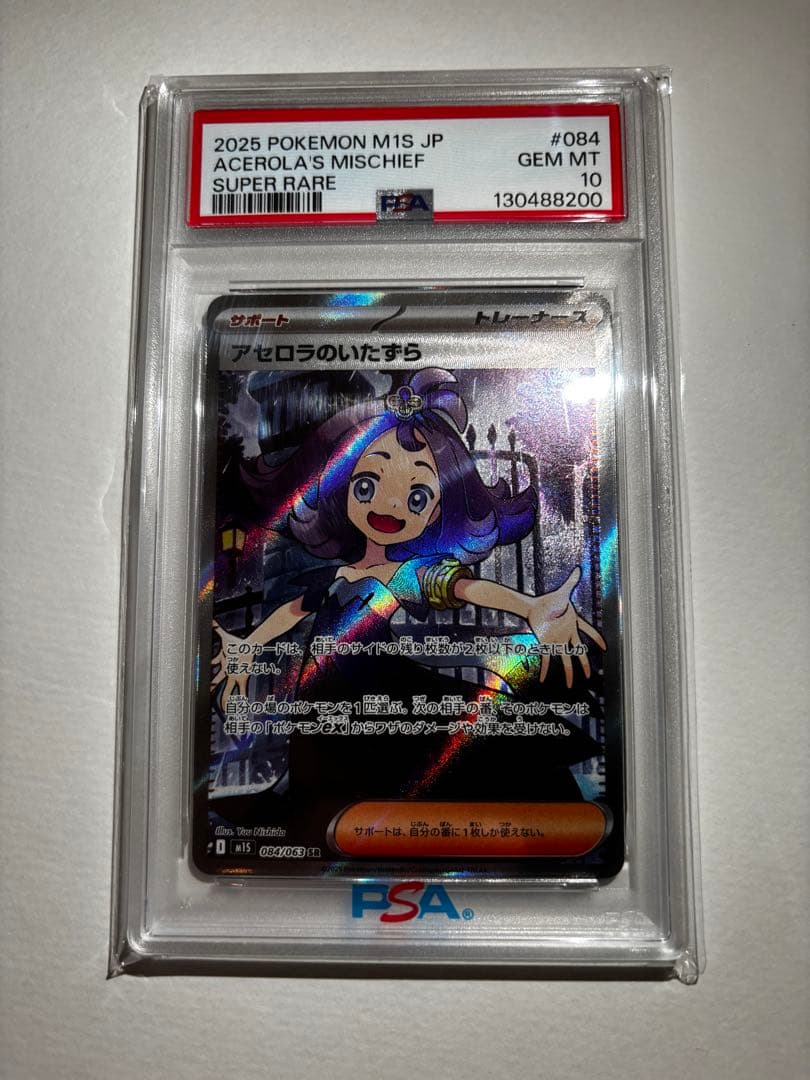 2025 POKEMON M1S JP #084
ACEROLA'S MISCHIEF GEM MT
SUPER RARE 10
PSA 130488200
サポート トレーナーズ
アセロラのいたずら
このカードは、相手のサイドの残り枚数が2枚以下のときにしか
使えない。
自分の場のポケモンを1匹選ぶ。次の相手の番、そのポケモンは
相手の「ポケモンex」からワザのダメージや効果を受けない。
サポートは、自分の番に1枚しか使えない。
Illus. Yuu Nishida
D M1S 084/063 SR
PSA®